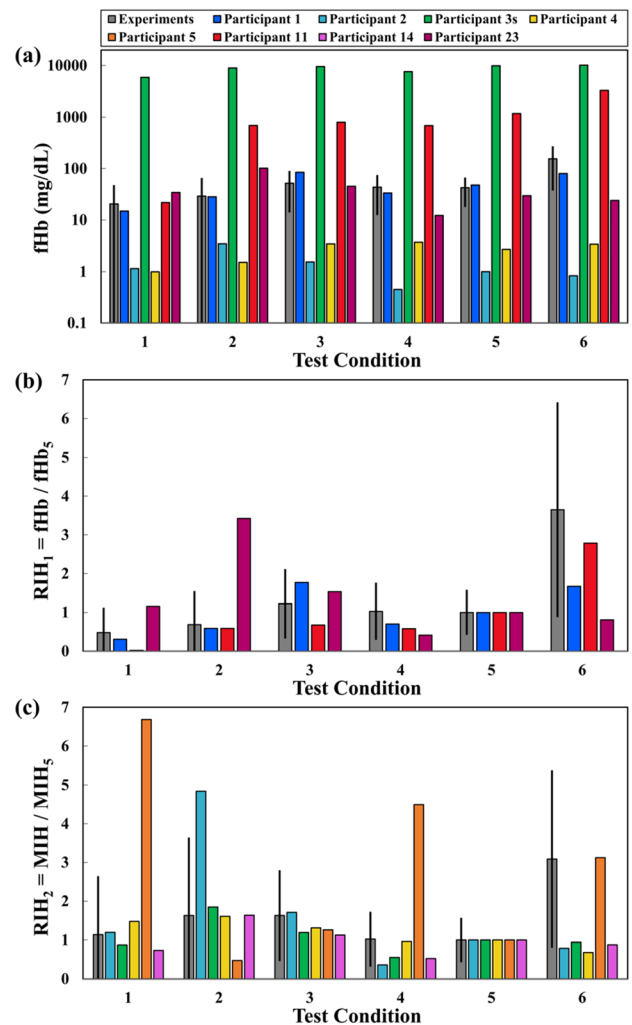 Experiments Participant 1 Participant 2 Participant 3s Participant 4
Participant 5 Participant 11 Participant 14 Participant 23
(a)
fHb (mg/dL)
10000
1000
100
10
1
0.1
1 2 3 4 5 6
Test Condition
(b)
RIH₁ = fHb / fHb₅
7
6
5
4
3
2
1
0
1 2 3 4 5 6
Test Condition
(c)
RIH₂ = MIH / MIH₅
7
6
5
4
3
2
1
0
1 2 3 4 5 6
Test Condition